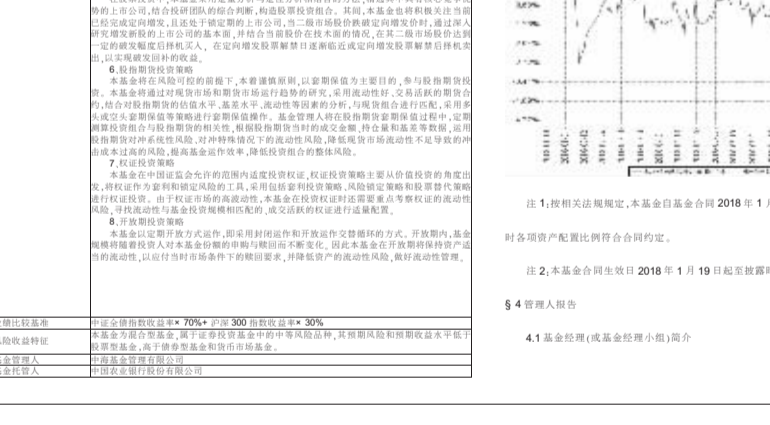 势的上市公司,结合投研团队的综合判断,构造股票投资组合。其间,本基金也将积极关注当前
已经完成定向增发,且还处于锁定期的上市公司,当二级市场股价跌破定向增发价时,通过深入
研究增发新股的上市公司的基本面,并结合当前股价在技术面的情况,在其二级市场股价达到
一定的破发幅度后择机买入, 在定向增发股票解禁日逐渐临近或定向增发股票解禁后择机卖
出,以实现破发回补的收益。
6.股指期货投资策略
本基金将在风险可控的前提下,本着谨慎原则,以套期保值为主要目的,参与股指期货投
资。本基金将通过对现货市场和期货市场运行趋势的研究,采用流动性好、交易活跃的期货合
约,结合对股指期货的估值水平、基差水平、流动性等因素的分析,与现货组合进行匹配,采用多
头或空头套期保值等策略进行套期保值操作。基金管理人将在股指期货套期保值过程中,定期
测算投资组合与股指期货的相关性,根据股指期货当时的成交金额、持仓量和基差等数据,运用
股指期货对冲系统性风险、对冲特殊情况下的流动性风险,降低现货市场流动性不足导致的冲
击成本过高的风险,提高基金运作效率,降低投资组合的整体风险。
7.权证投资策略
本基金在中国证监会允许的范围内适度投资权证,权证投资策略主要从价值投资的角度出
发,将权证作为套利和锁定风险的工具,采用包括套利投资策略、风险锁定策略和股票替代策略
进行权证投资。由于权证市场的高波动性,本基金在投资权证时还需要重点考察权证的流动性
风险,寻找流动性与基金投资规模相匹配的、成交活跃的权证进行适量配置。
8.开放期投资策略
本基金以定期开放方式运作,即采用封闭运作和开放运作交替循环的方式。开放期内,基金
规模将随着投资人对本基金份额的申购与赎回而不断变化。因此本基金在开放期将保持资产适
当的流动性,以应付当时市场条件下的赎回要求,并降低资产的流动性风险,做好流动性管理。
绩比较基准 中证全债指数收益率× 70%+ 沪深 300 指数收益率× 30%
险收益特征 本基金为混合型基金,属于证券投资基金中的中等风险品种,其预期风险和预期收益水平低于
股票型基金,高于债券型基金和货币市场基金。
金管理人 中海基金管理有限公司
金托管人 中国农业银行股份有限公司
注 1:按相关法规规定,本基金自基金合同 2018 年 1 月
时各项资产配置比例符合合同约定。
注 2:本基金合同生效日 2018 年 1 月 19 日起至披露时
§ 4 管理人报告
4.1 基金经理(或基金经理小组)简介